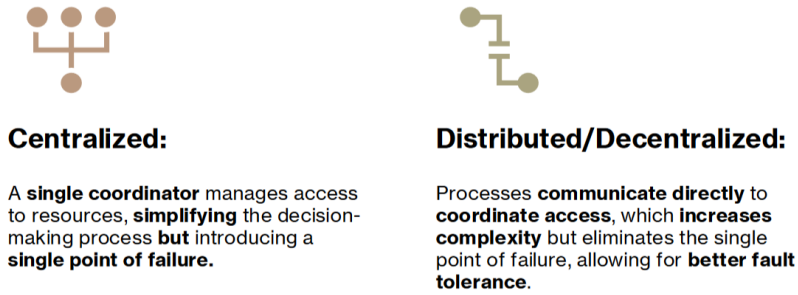 Centralized:
A single coordinator manages access
to resources, simplifying the decision-
making process but introducing a
single point of failure.
Distributed/Decentralized:
Processes communicate directly to
coordinate access, which increases
complexity but eliminates the single
point of failure, allowing for better fault
tolerance.